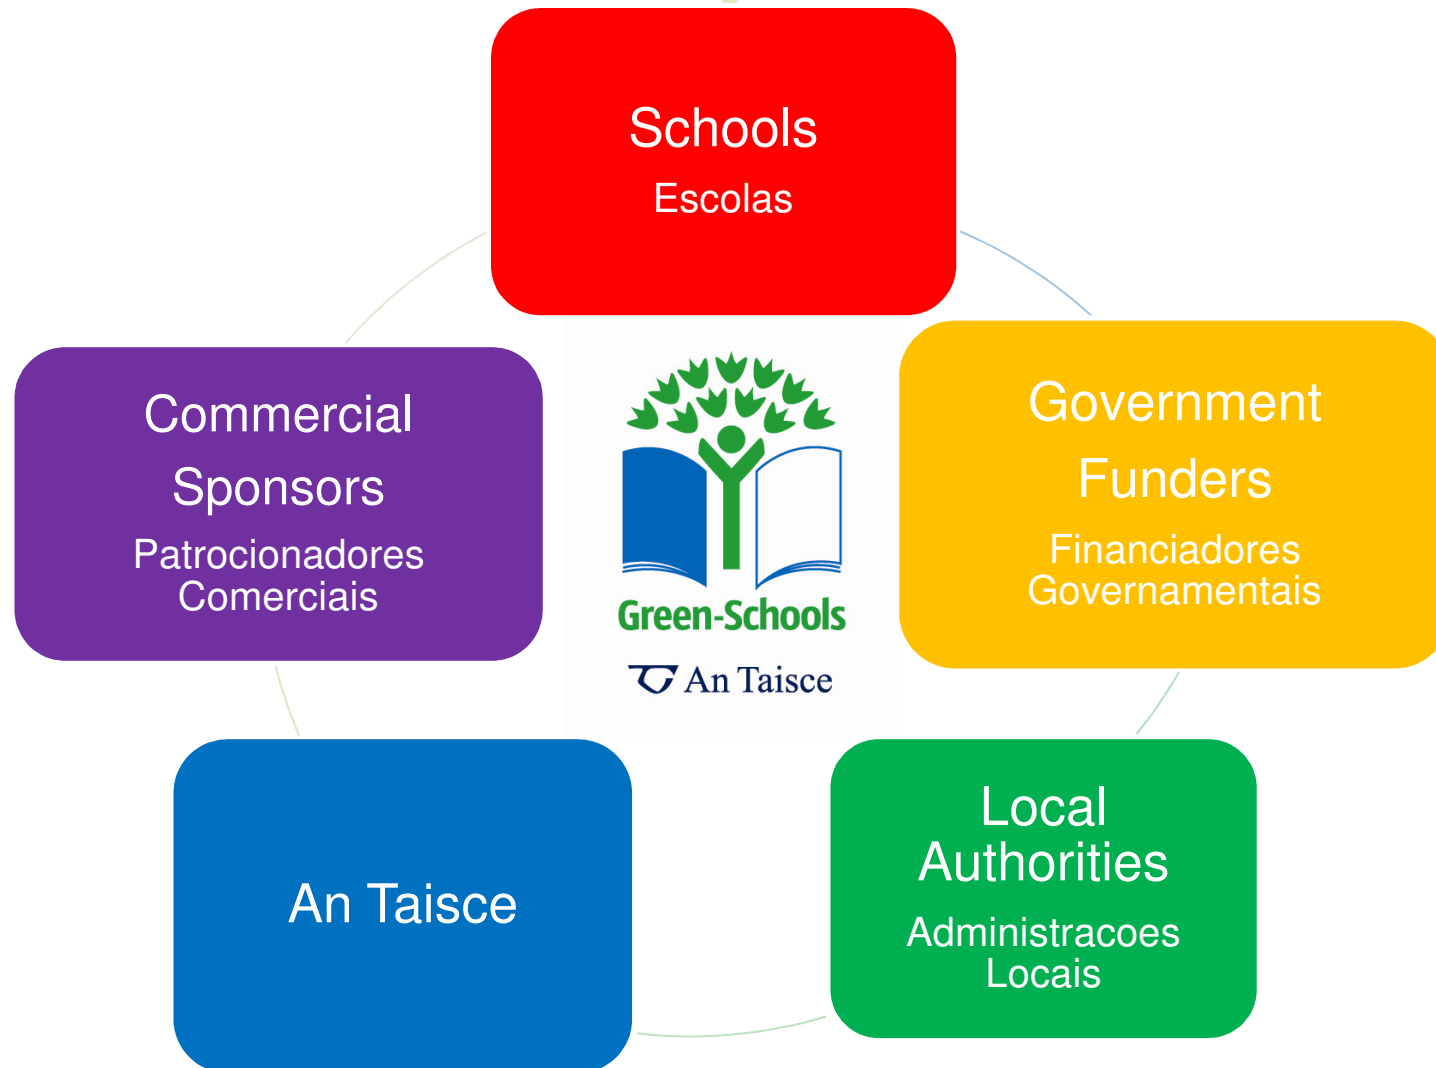 Schools
Escolas
Commercial
Sponsors
Patrocionadores
Comerciais
Government
Funders
Financiadores
Governamentais
Green-Schools
An Taisce
An Taisce
Local
Authorities
Administracoes
Locais